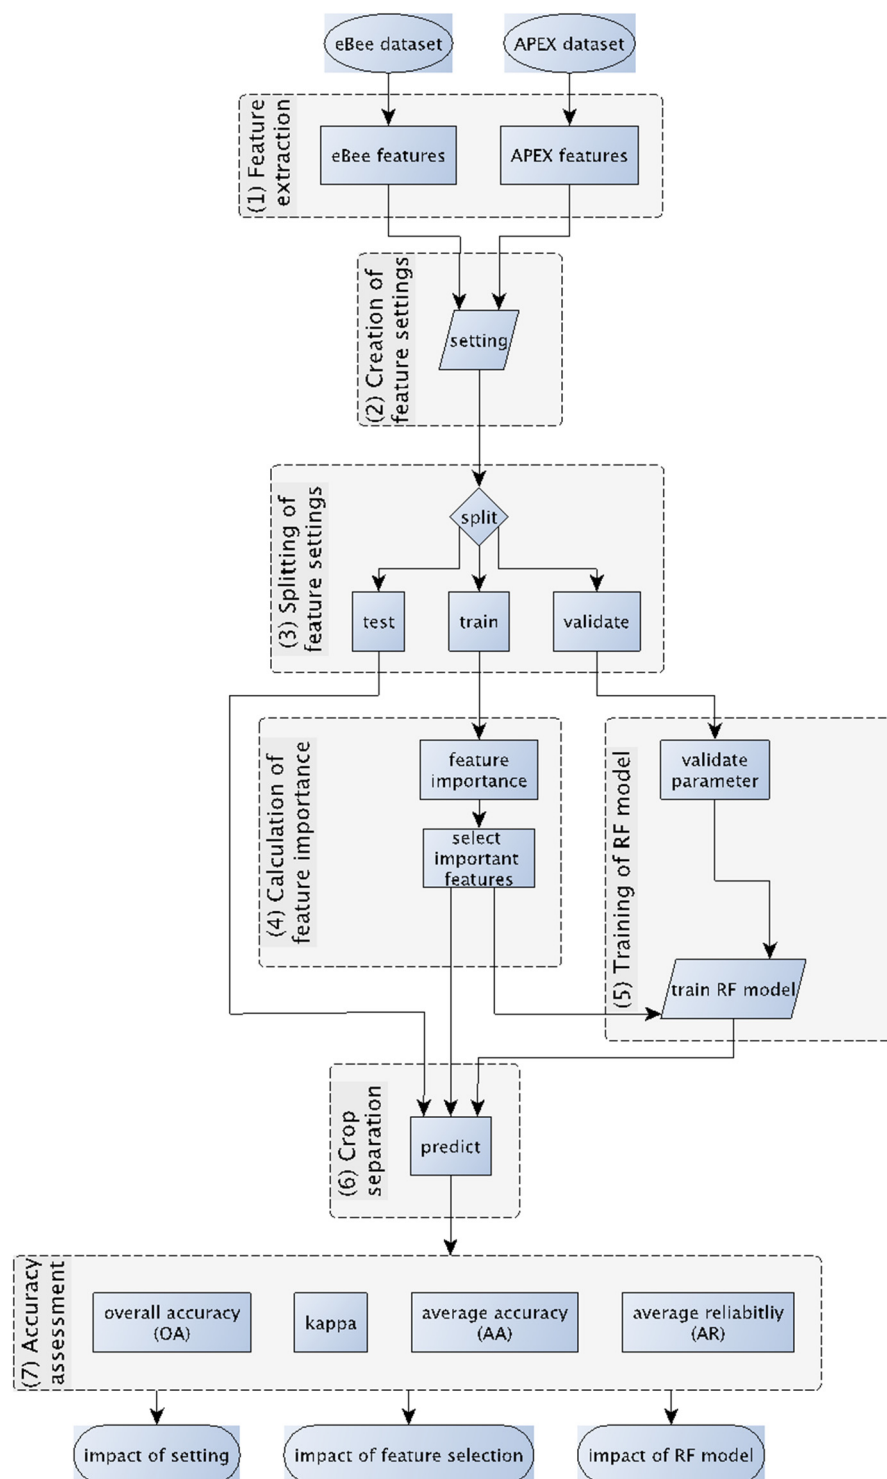 eBee dataset
APEX dataset
(1) Feature
extraction
eBee features
APEX features
(2) Creation of
feature settings
setting
(3) Splitting of
feature settings
split
test
train
validate
(4) Calculation of
feature importance
feature
importance
select
important
features
(5) Training of RF model
validate
parameter
train RF model
(6) Crop
separation
predict
(7) Accuracy
assessment
overall accuracy
(OA)
kappa
average accuracy
(AA)
average reliabitliy
(AR)
impact of setting
impact of feature selection
impact of RF model